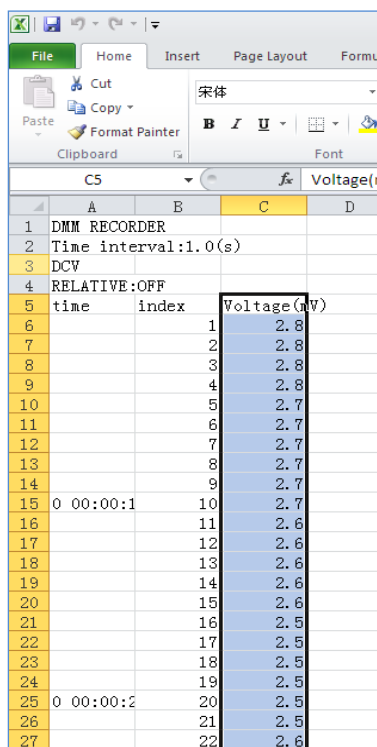 File Home Insert Page Layout Formu
Cut
宋体
Copy
Paste
Format Painter
B I U
Clipboard Font
C5 fx Voltage(m
A B C D
1 DMM RECORDER
2 Time interval:1.0(s)
3 DCV
4 RELATIVE:OFF
5 time index Voltage(mV)
6 1 2.8
7 2 2.8
8 3 2.8
9 4 2.8
10 5 2.7
11 6 2.7
12 7 2.7
13 8 2.7
14 9 2.7
15 0 00:00:1 10 2.7
16 11 2.6
17 12 2.6
18 13 2.6
19 14 2.6
20 15 2.6
21 16 2.5
22 17 2.5
23 18 2.5
24 19 2.5
25 0 00:00:2 20 2.5
26 21 2.5
27 22 2.6